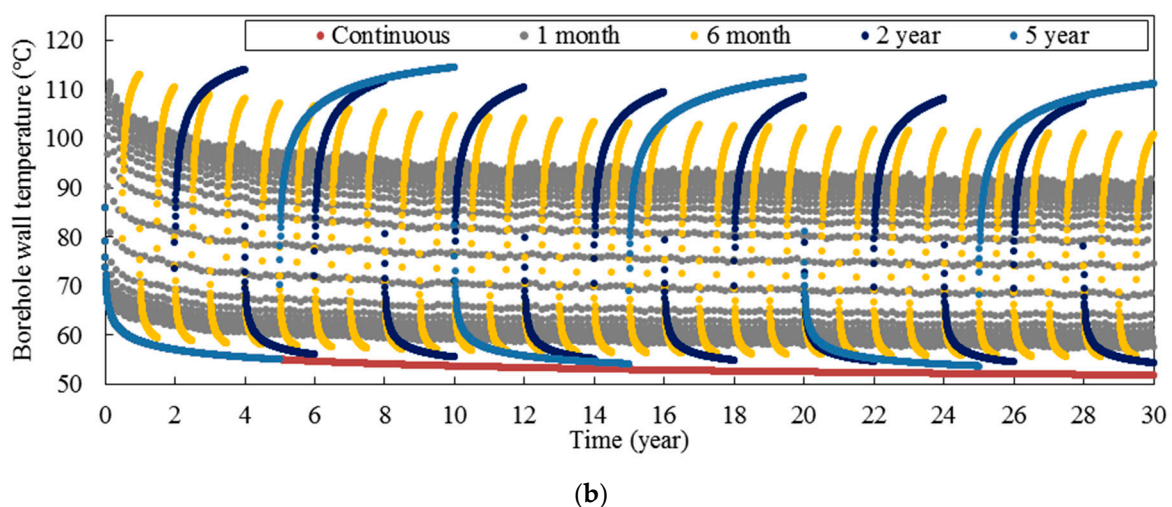 120
110
100
90
80
70
60
50
Borehole wall temperature (℃)
Continuous 1 month 6 month 2 year 5 year
0 2 4 6 8 10 12 14 16 18 20 22 24 26 28 30
Time (year)
(b)